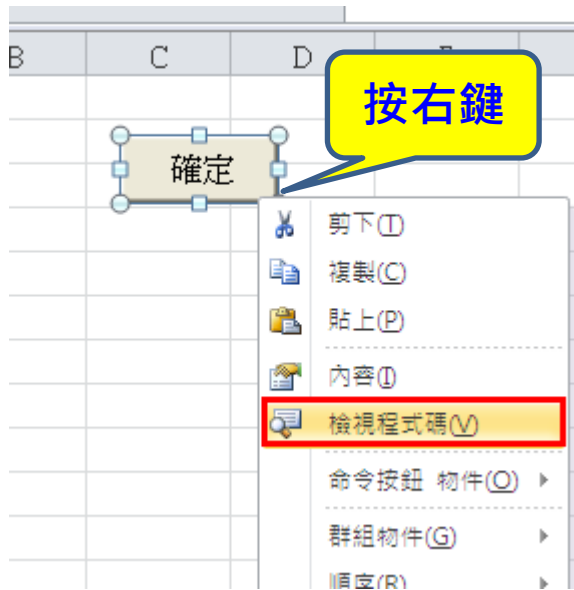 B C D
按右鍵
確定
剪下(T)
複製(C)
貼上(P)
內容(I)
檢視程式碼(V)
命令按鈕 物件(O)
群組物件(G)
順序(R)